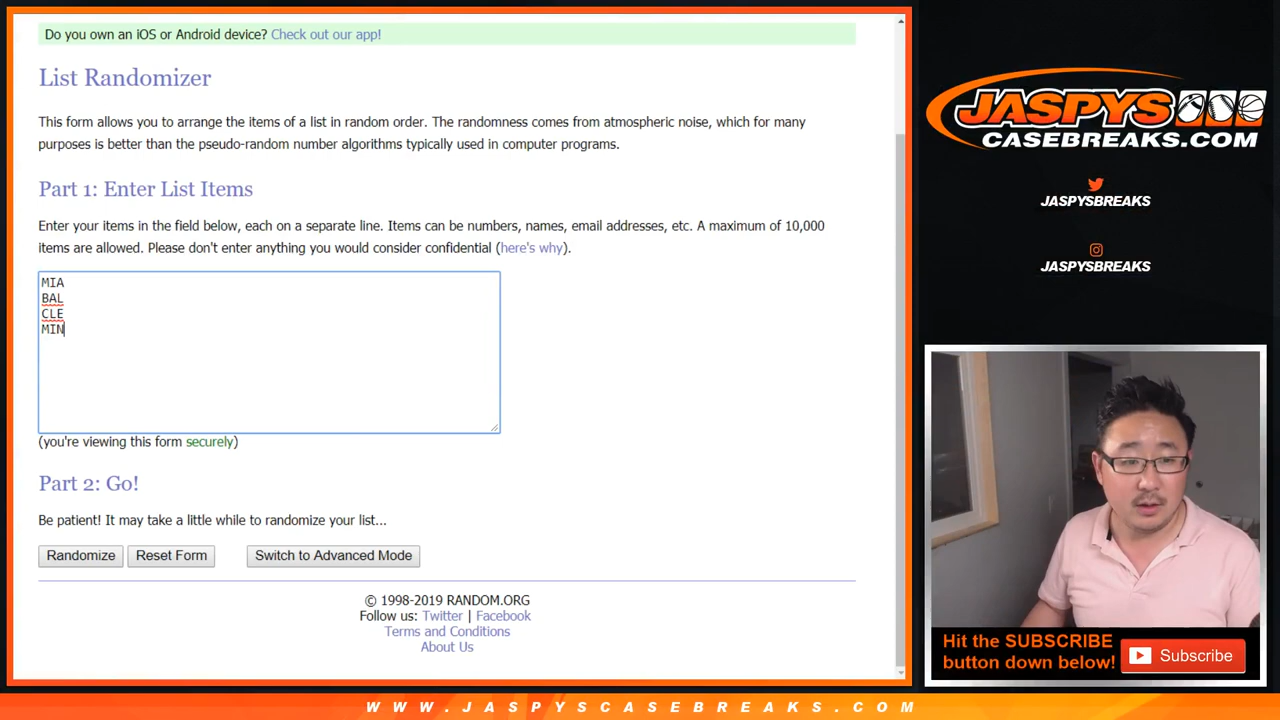 Do you own an iOS or Android device? Check out our app!
List Randomizer
This form allows you to arrange the items of a list in random order. The randomness comes from atmospheric noise, which for many
purposes is better than the pseudo-random number algorithms typically used in computer programs.
Part 1: Enter List Items
Enter your items in the field below, each on a separate line. Items can be numbers, names, email addresses, etc. A maximum of 10,000
items are allowed. Please don't enter anything you would consider confidential (here's why).
MIA
BAL
CLE
MIN
(you're viewing this form securely)
Part 2: Go!
Be patient! It may take a little while to randomize your list...
Randomize Reset Form Switch to Advanced Mode
© 1998-2019 RANDOM.ORG
Follow us: Twitter | Facebook
Terms and Conditions
About Us
JASPYS
CASEBREAKS.COM
JASPYSBREAKS
JASPYSBREAKS
Hit the SUBSCRIBE
button down below!
Subscribe
WWW.JASPYSCASEBREAKS.COM